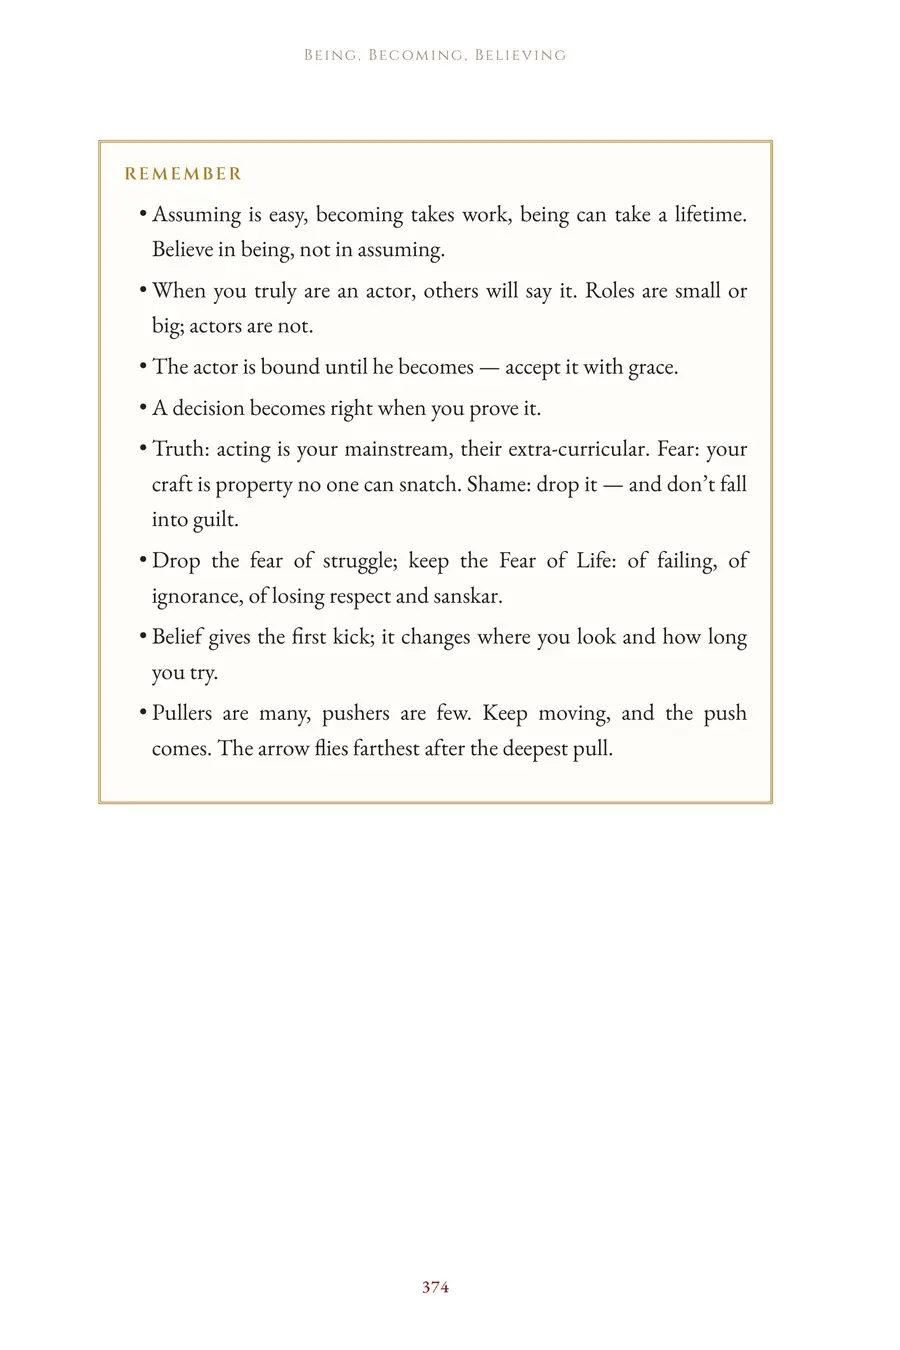 Being, Becoming, Believing
REMEMBER
• Assuming is easy, becoming takes work, being can take a lifetime.
Believe in being, not in assuming.
• When you truly are an actor, others will say it. Roles are small or
big; actors are not.
• The actor is bound until he becomes — accept it with grace.
• A decision becomes right when you prove it.
• Truth: acting is your mainstream, their extra-curricular. Fear: your
craft is property no one can snatch. Shame: drop it — and don’t fall
into guilt.
• Drop the fear of struggle; keep the Fear of Life: of failing, of
ignorance, of losing respect and sanskar.
• Belief gives the first kick; it changes where you look and how long
you try.
• Pullers are many, pushers are few. Keep moving, and the push
comes. The arrow flies farthest after the deepest pull.
374